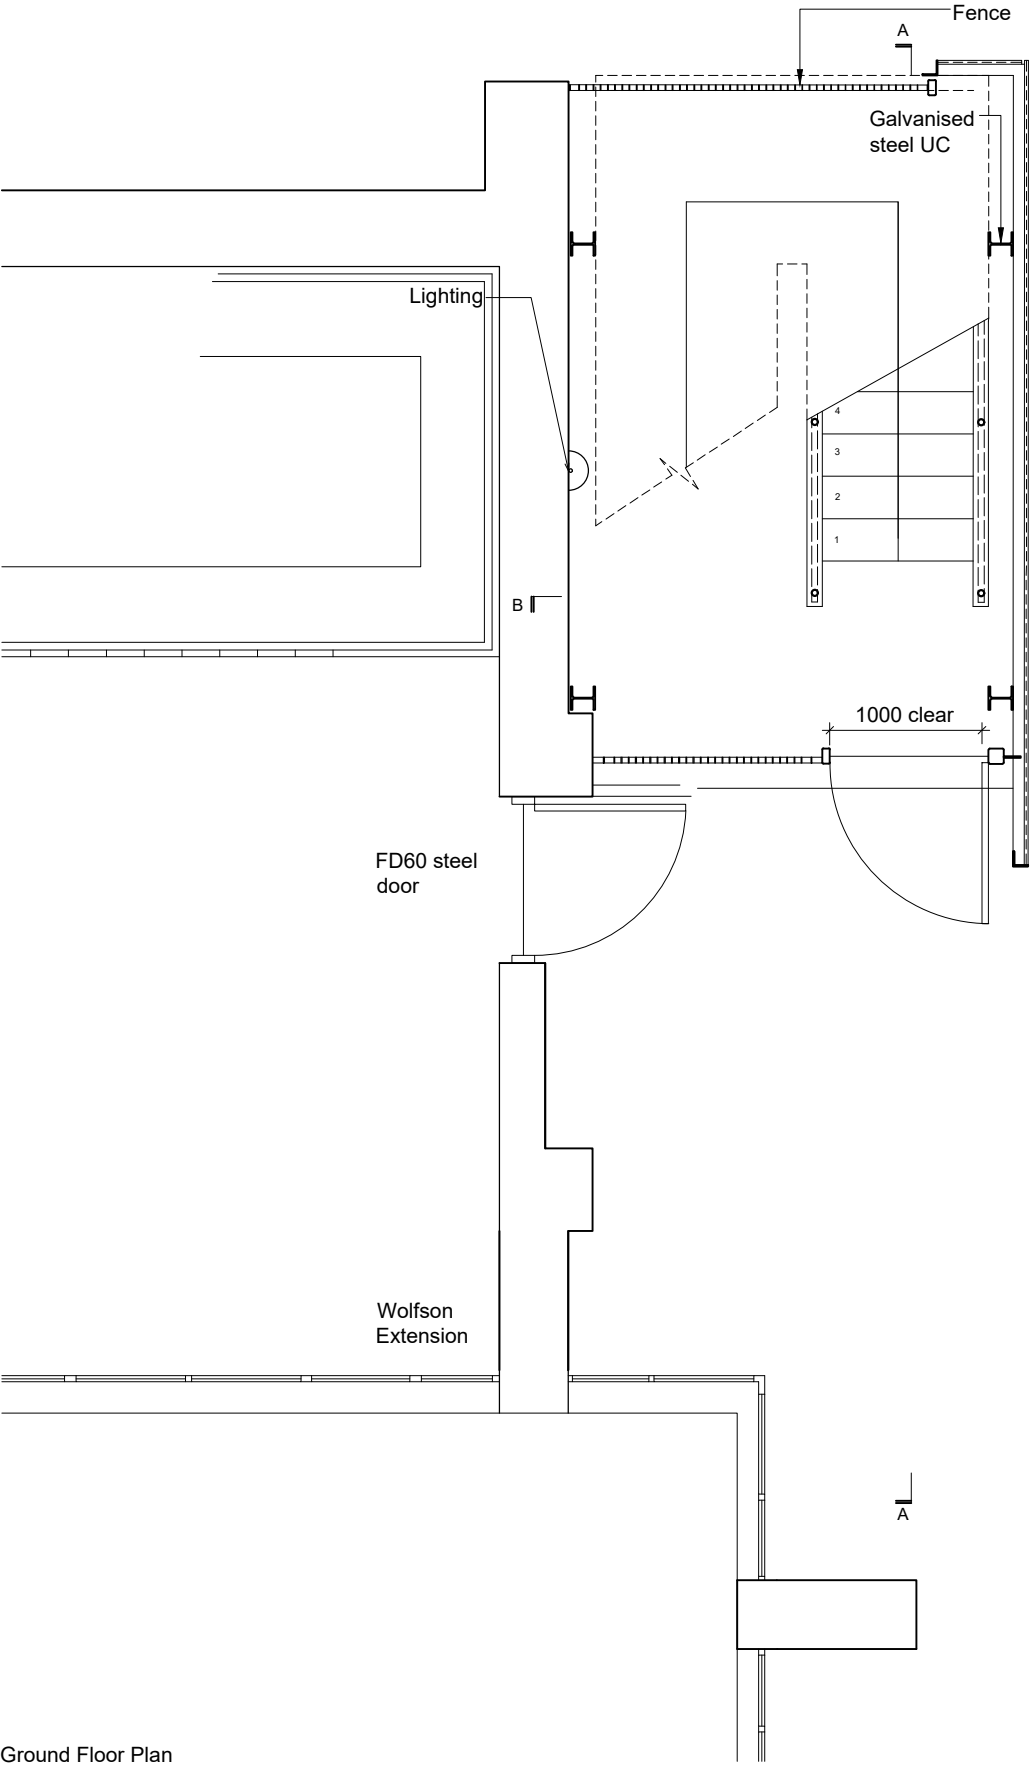 Fence
A
Galvanised
steel UC
Lighting
4
3
2
1
B
1000 clear
FD60 steel
door
Wolfson
Extension
A
Ground Floor Plan